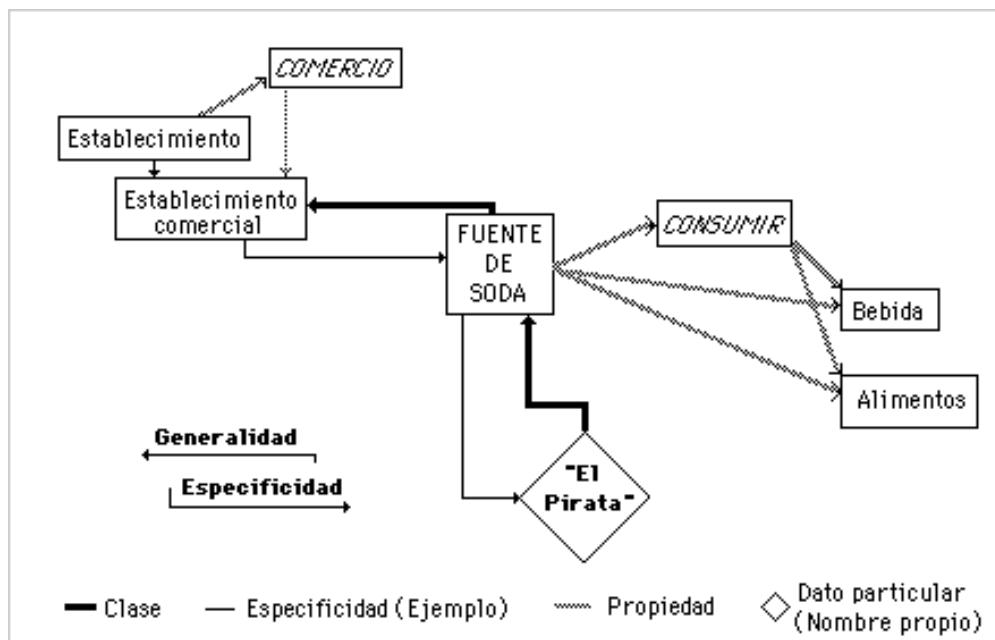 COMERCIO
Establecimiento
Establecimiento
comercial
FUENTE
DE
SODA
CONSUMIR
Bebida
Alimentos
"El
Pirata"
Generalidad
Especificidad
Clase
Especificidad (Ejemplo)
Propiedad
Dato particular
(Nombre propio)